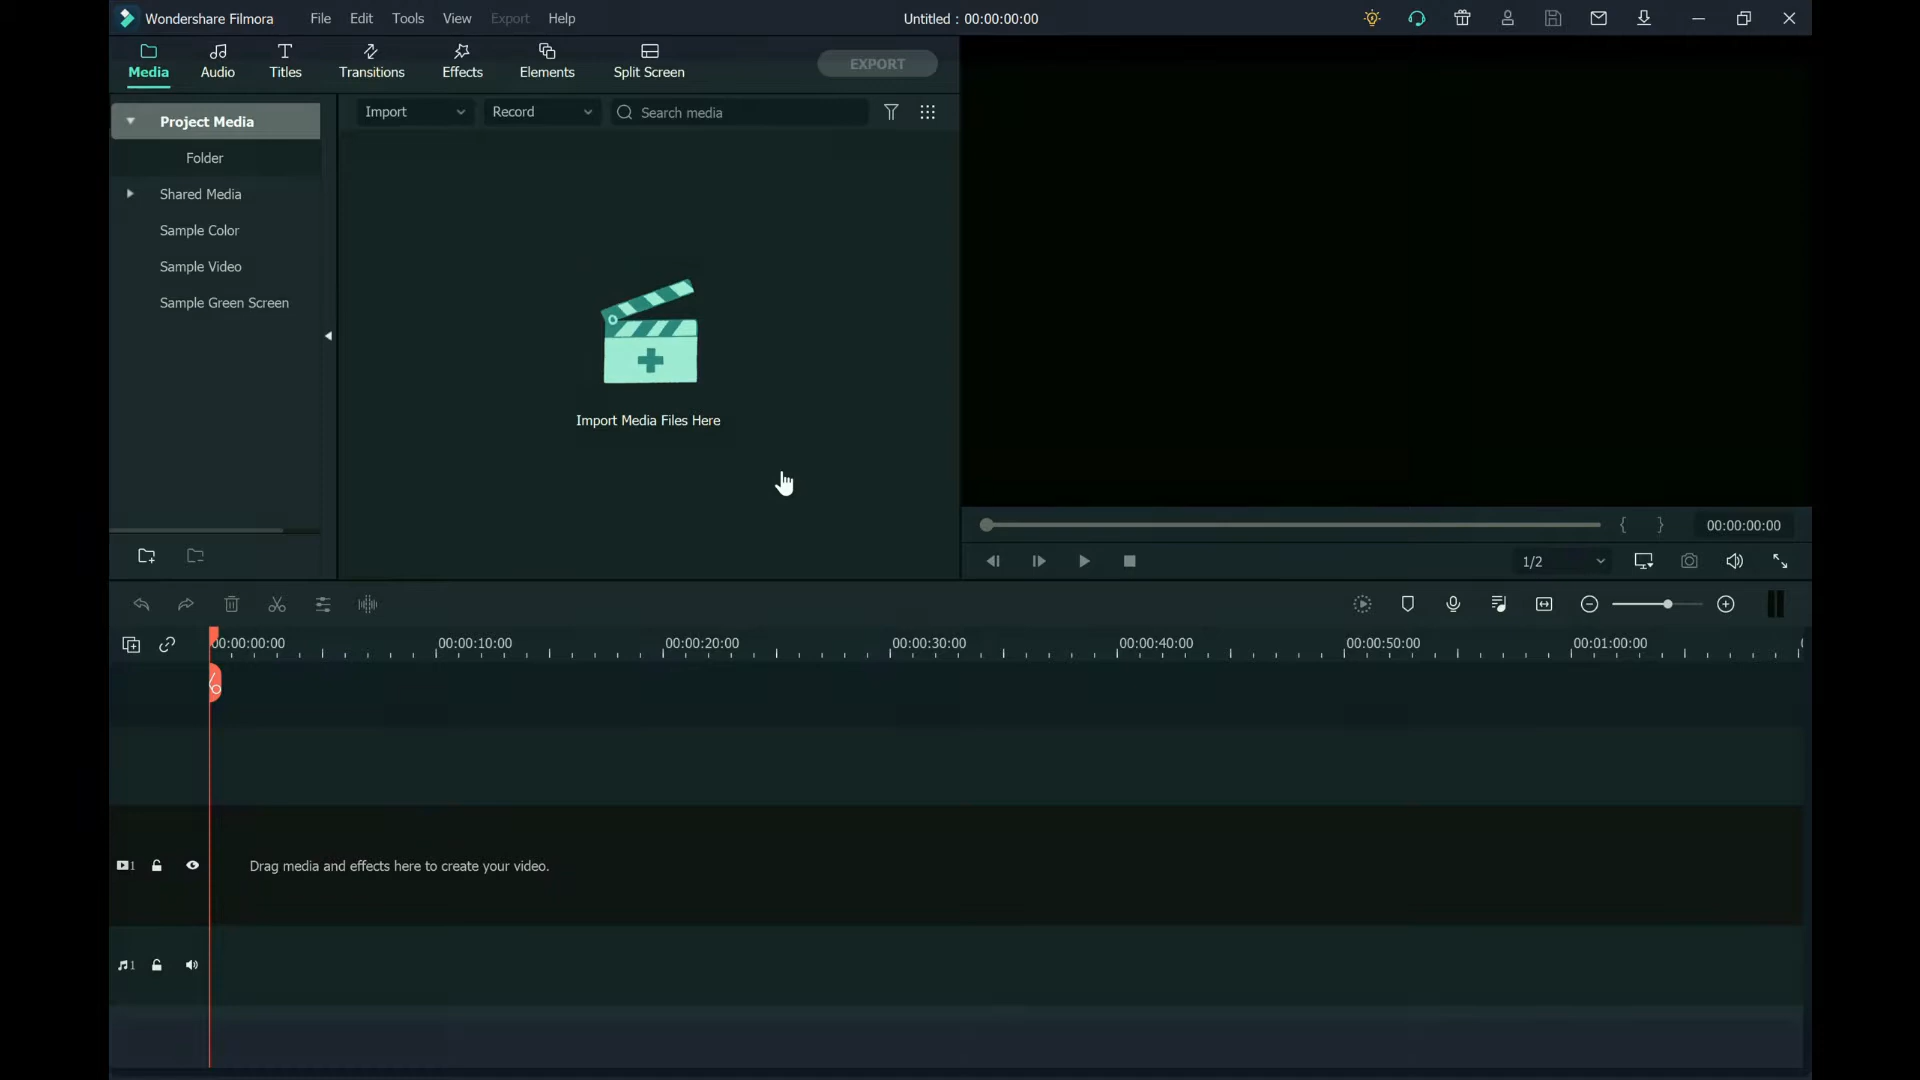 Wondershare Filmora File Edit Tools View Export Help Untitled : 00:00:00:00
Media Audio Titles Transitions Effects Elements Split Screen EXPORT
Project Media
Folder
Shared Media
Sample Color
Sample Video
Sample Green Screen
Import Record Search media
Import Media Files Here
{ } 00:00:00:00
1/2
00:00:00:00 00:00:10:00 00:00:20:00 00:00:30:00 00:00:40:00 00:00:50:00 00:01:00:00
1 Drag media and effects here to create your video.
1